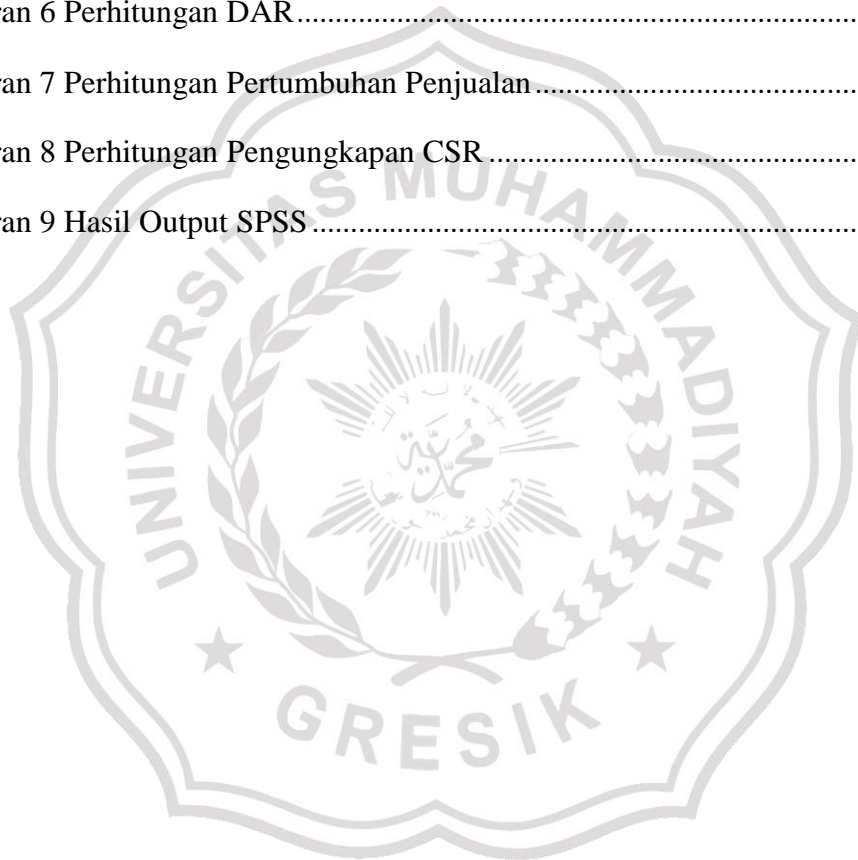 ran 6 Perhitungan DAR........................................................................
ran 7 Perhitungan Pertumbuhan Penjualan..........................................
ran 8 Perhitungan Pengungkapan CSR................................................
ran 9 Hasil Output SPSS......................................................................
UNIVERSITAS MUHAMMADIYAH
GRESIK